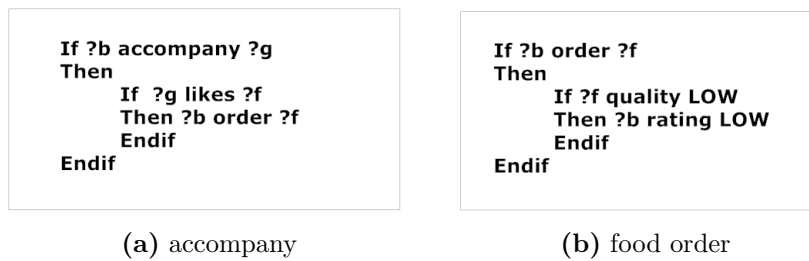 If ?b accompany ?g
Then
If ?g likes ?f
Then ?b order ?f
Endif
Endif
(a) accompany
If ?b order ?f
Then
If ?f quality LOW
Then ?b rating LOW
Endif
Endif
(b) food order